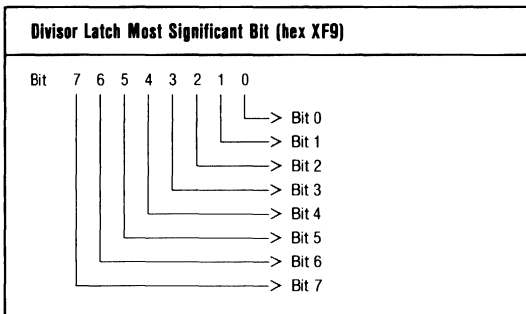 Divisor Latch Most Significant Bit (hex XF9)
Bit 7 6 5 4 3 2 1 0
Bit 0
Bit 1
Bit 2
Bit 3
Bit 4
Bit 5
Bit 6
Bit 7